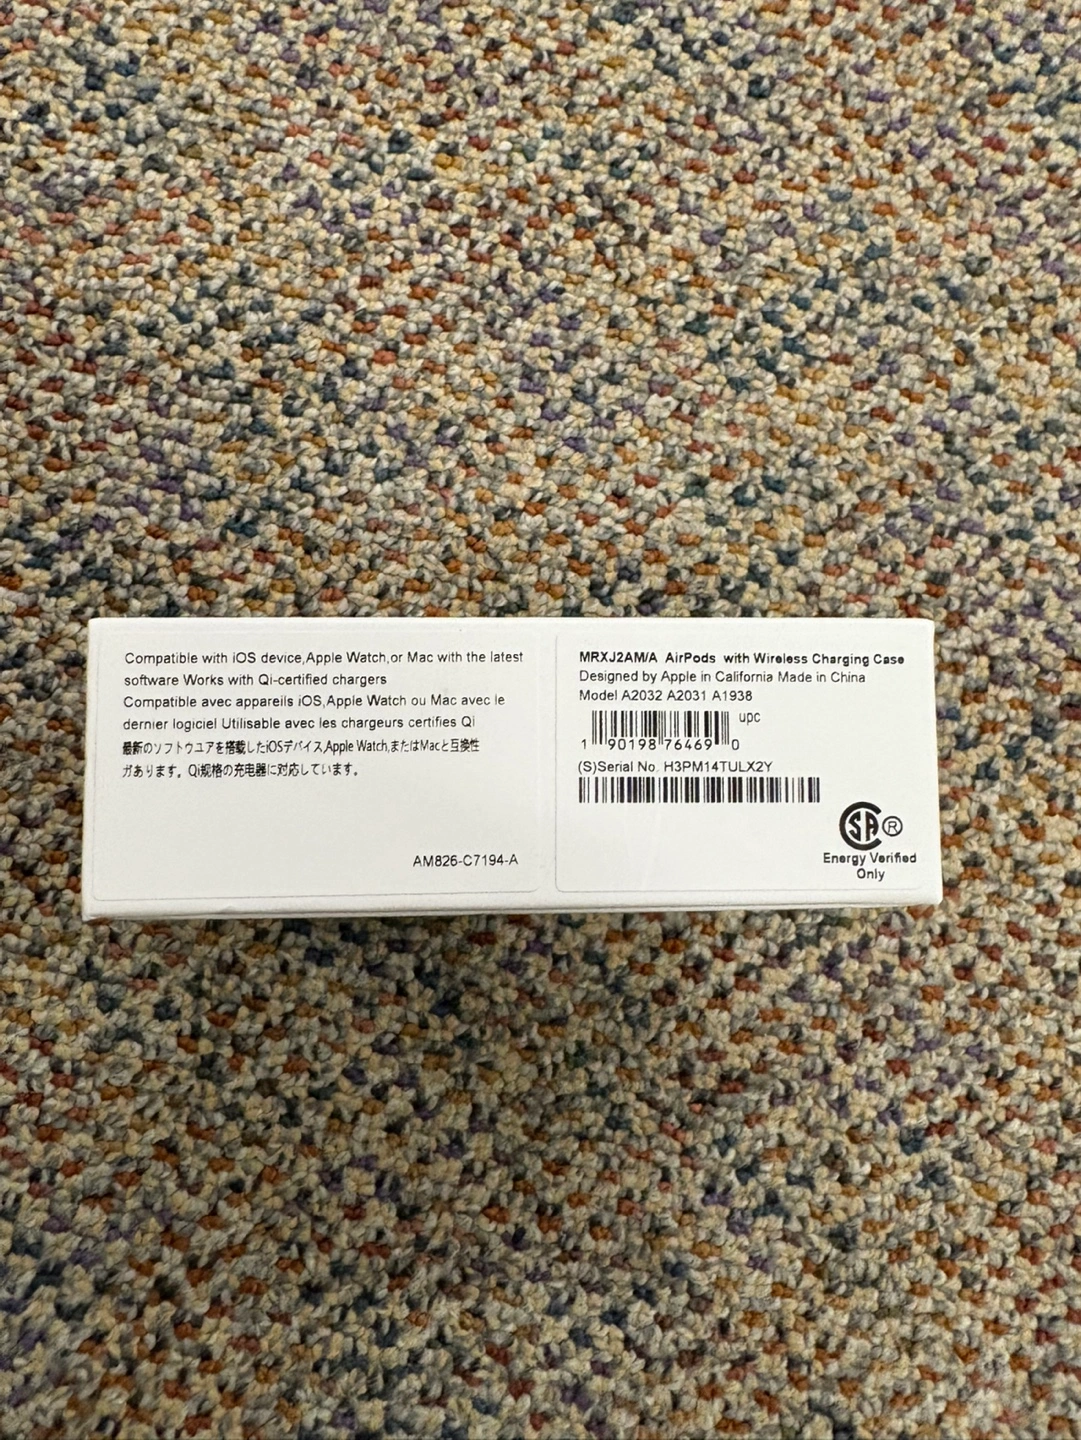 Compatible with iOS device,Apple Watch,or Mac with the latest
software Works with Qi-certified chargers
Compatible avec appareils iOS,Apple Watch ou Mac avec le
dernier logiciel Utilisable avec les chargeurs certifies Qi
最新のソフトウユアを搭載したiOSデバイス,Apple Watch,またはMacと互換性
があります。Qi规格の充电器に対応しています。
AM826-C7194-A
MRXJ2AM/A AirPods with Wireless Charging Case
Designed by Apple in California Made in China
Model A2032 A2031 A1938
upc
1 90198 76469 0
(S)Serial No. H3PM14TULX2Y
SA ®
Energy Verified
Only